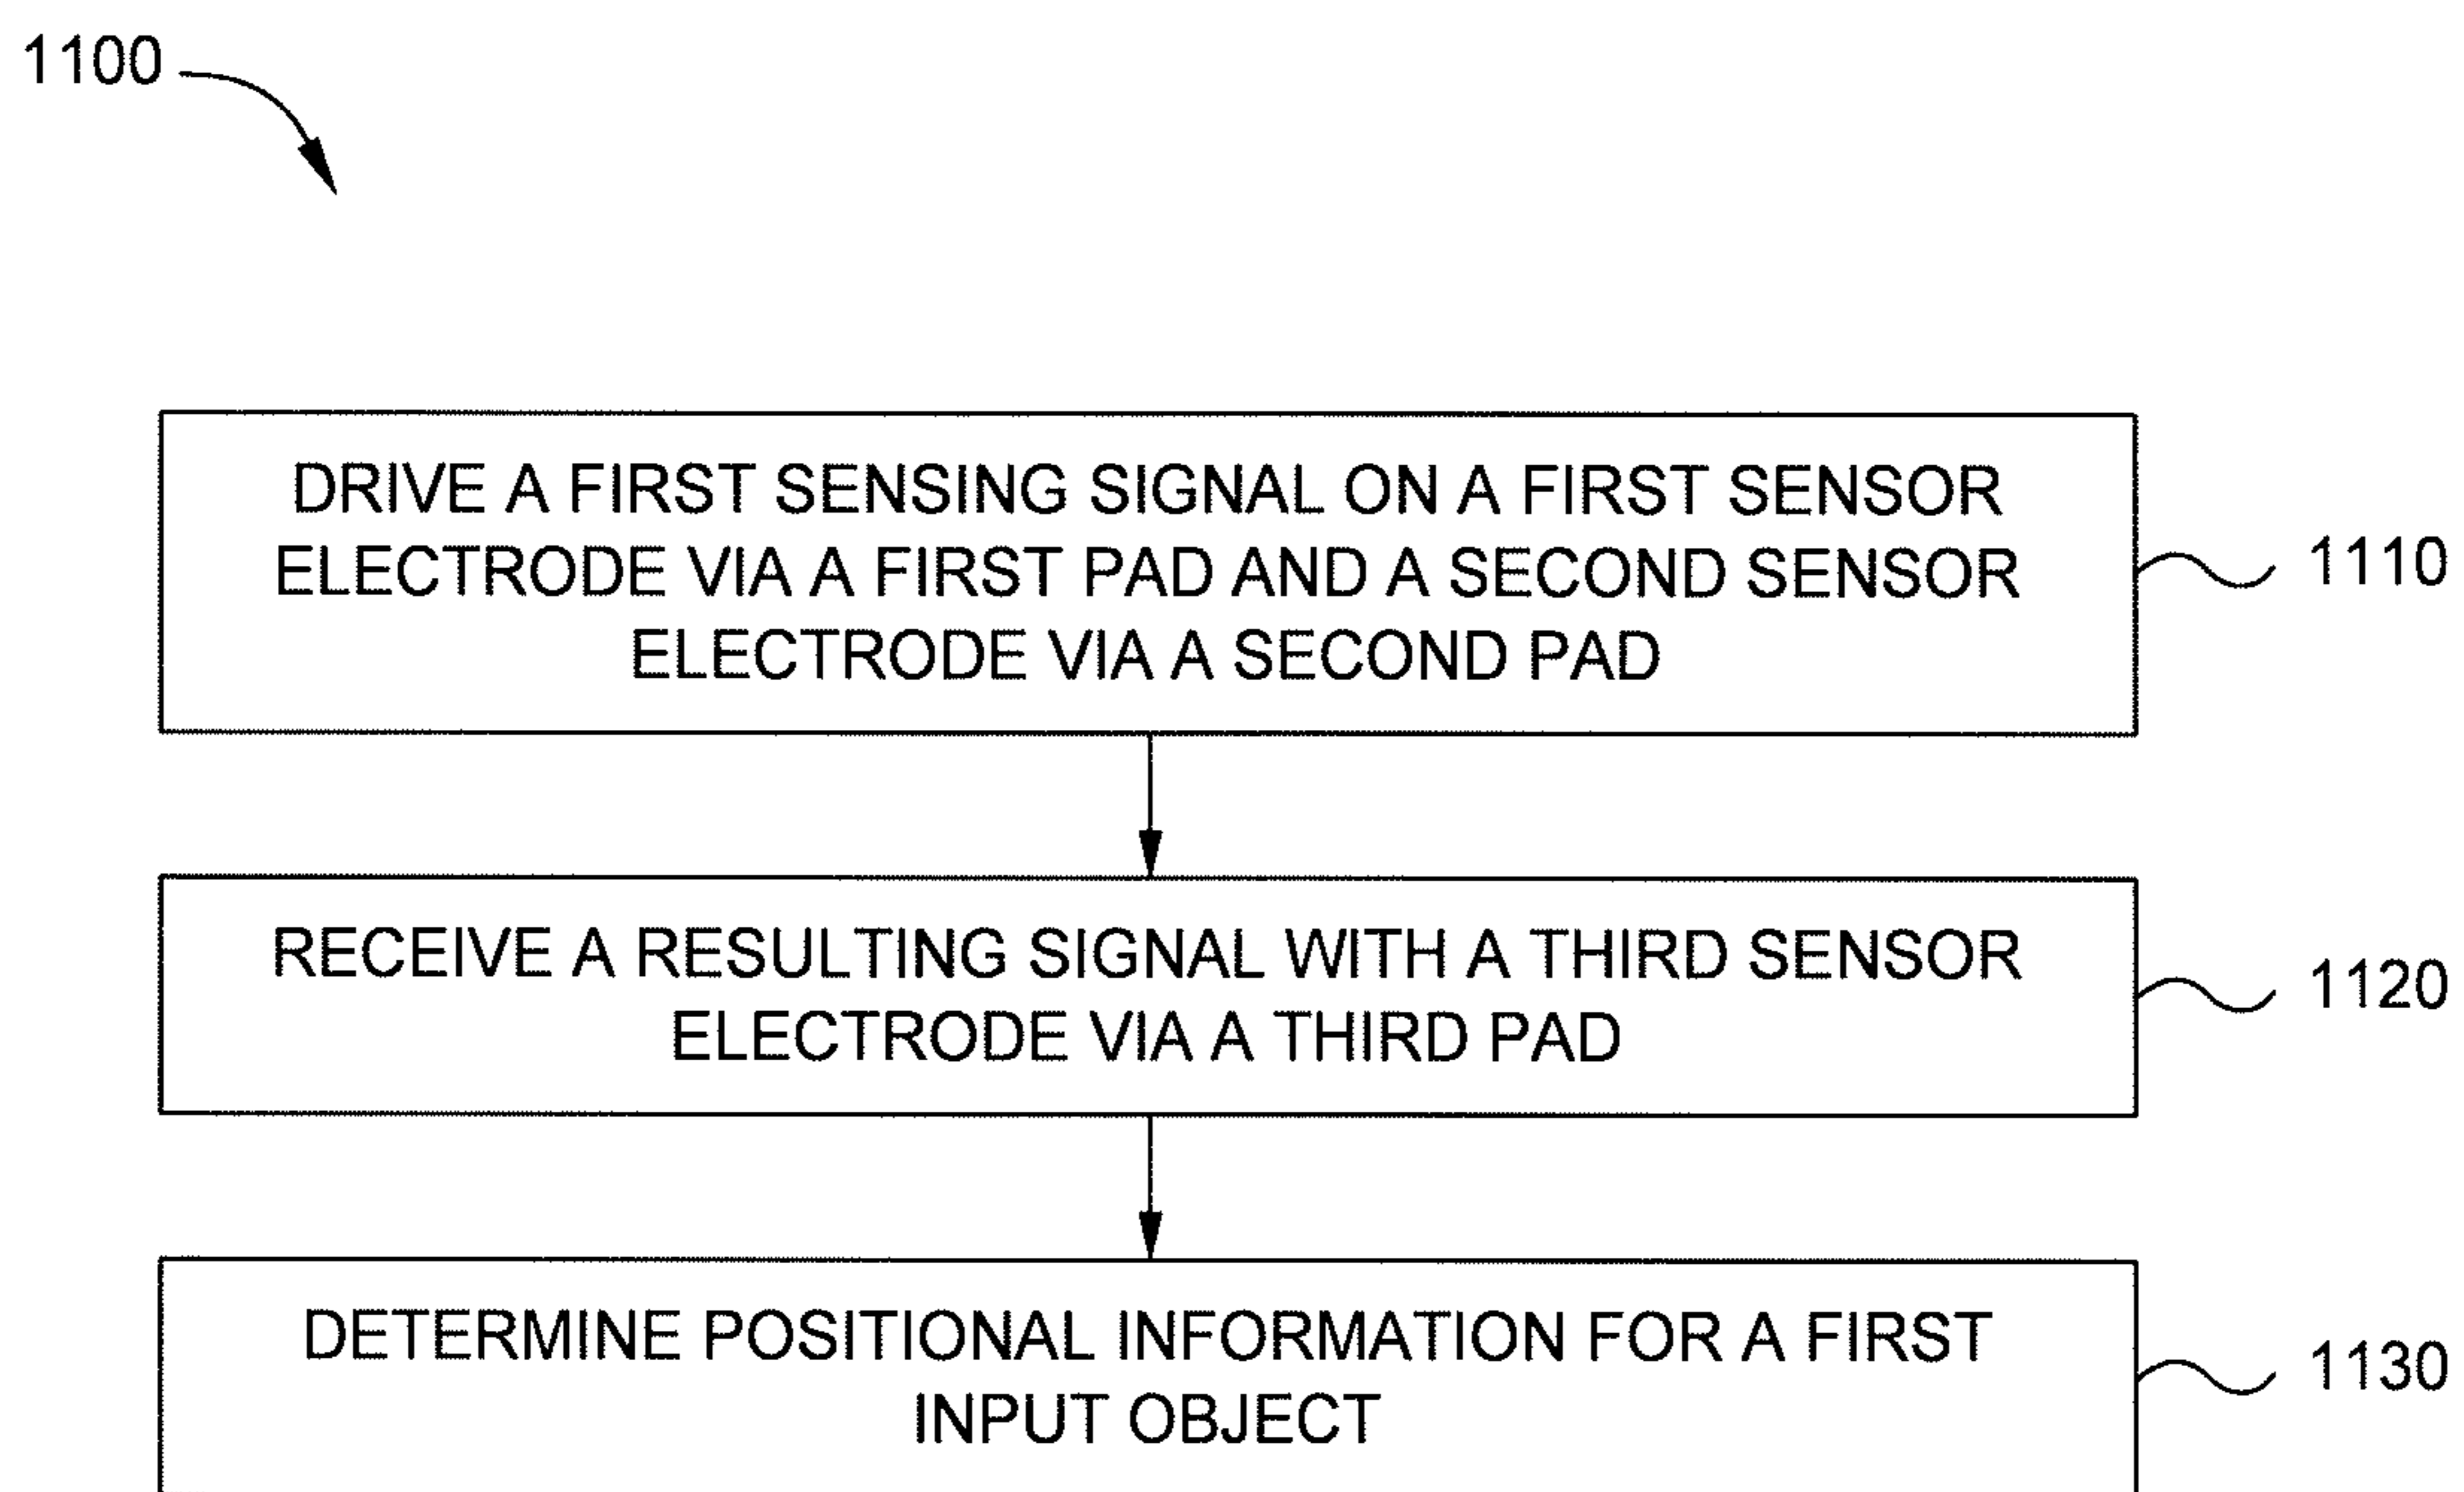 1100
DRIVE A FIRST SENSING SIGNAL ON A FIRST SENSOR
ELECTRODE VIA A FIRST PAD AND A SECOND SENSOR
ELECTRODE VIA A SECOND PAD
1110
RECEIVE A RESULTING SIGNAL WITH A THIRD SENSOR
ELECTRODE VIA A THIRD PAD
1120
DETERMINE POSITIONAL INFORMATION FOR A FIRST
INPUT OBJECT
1130